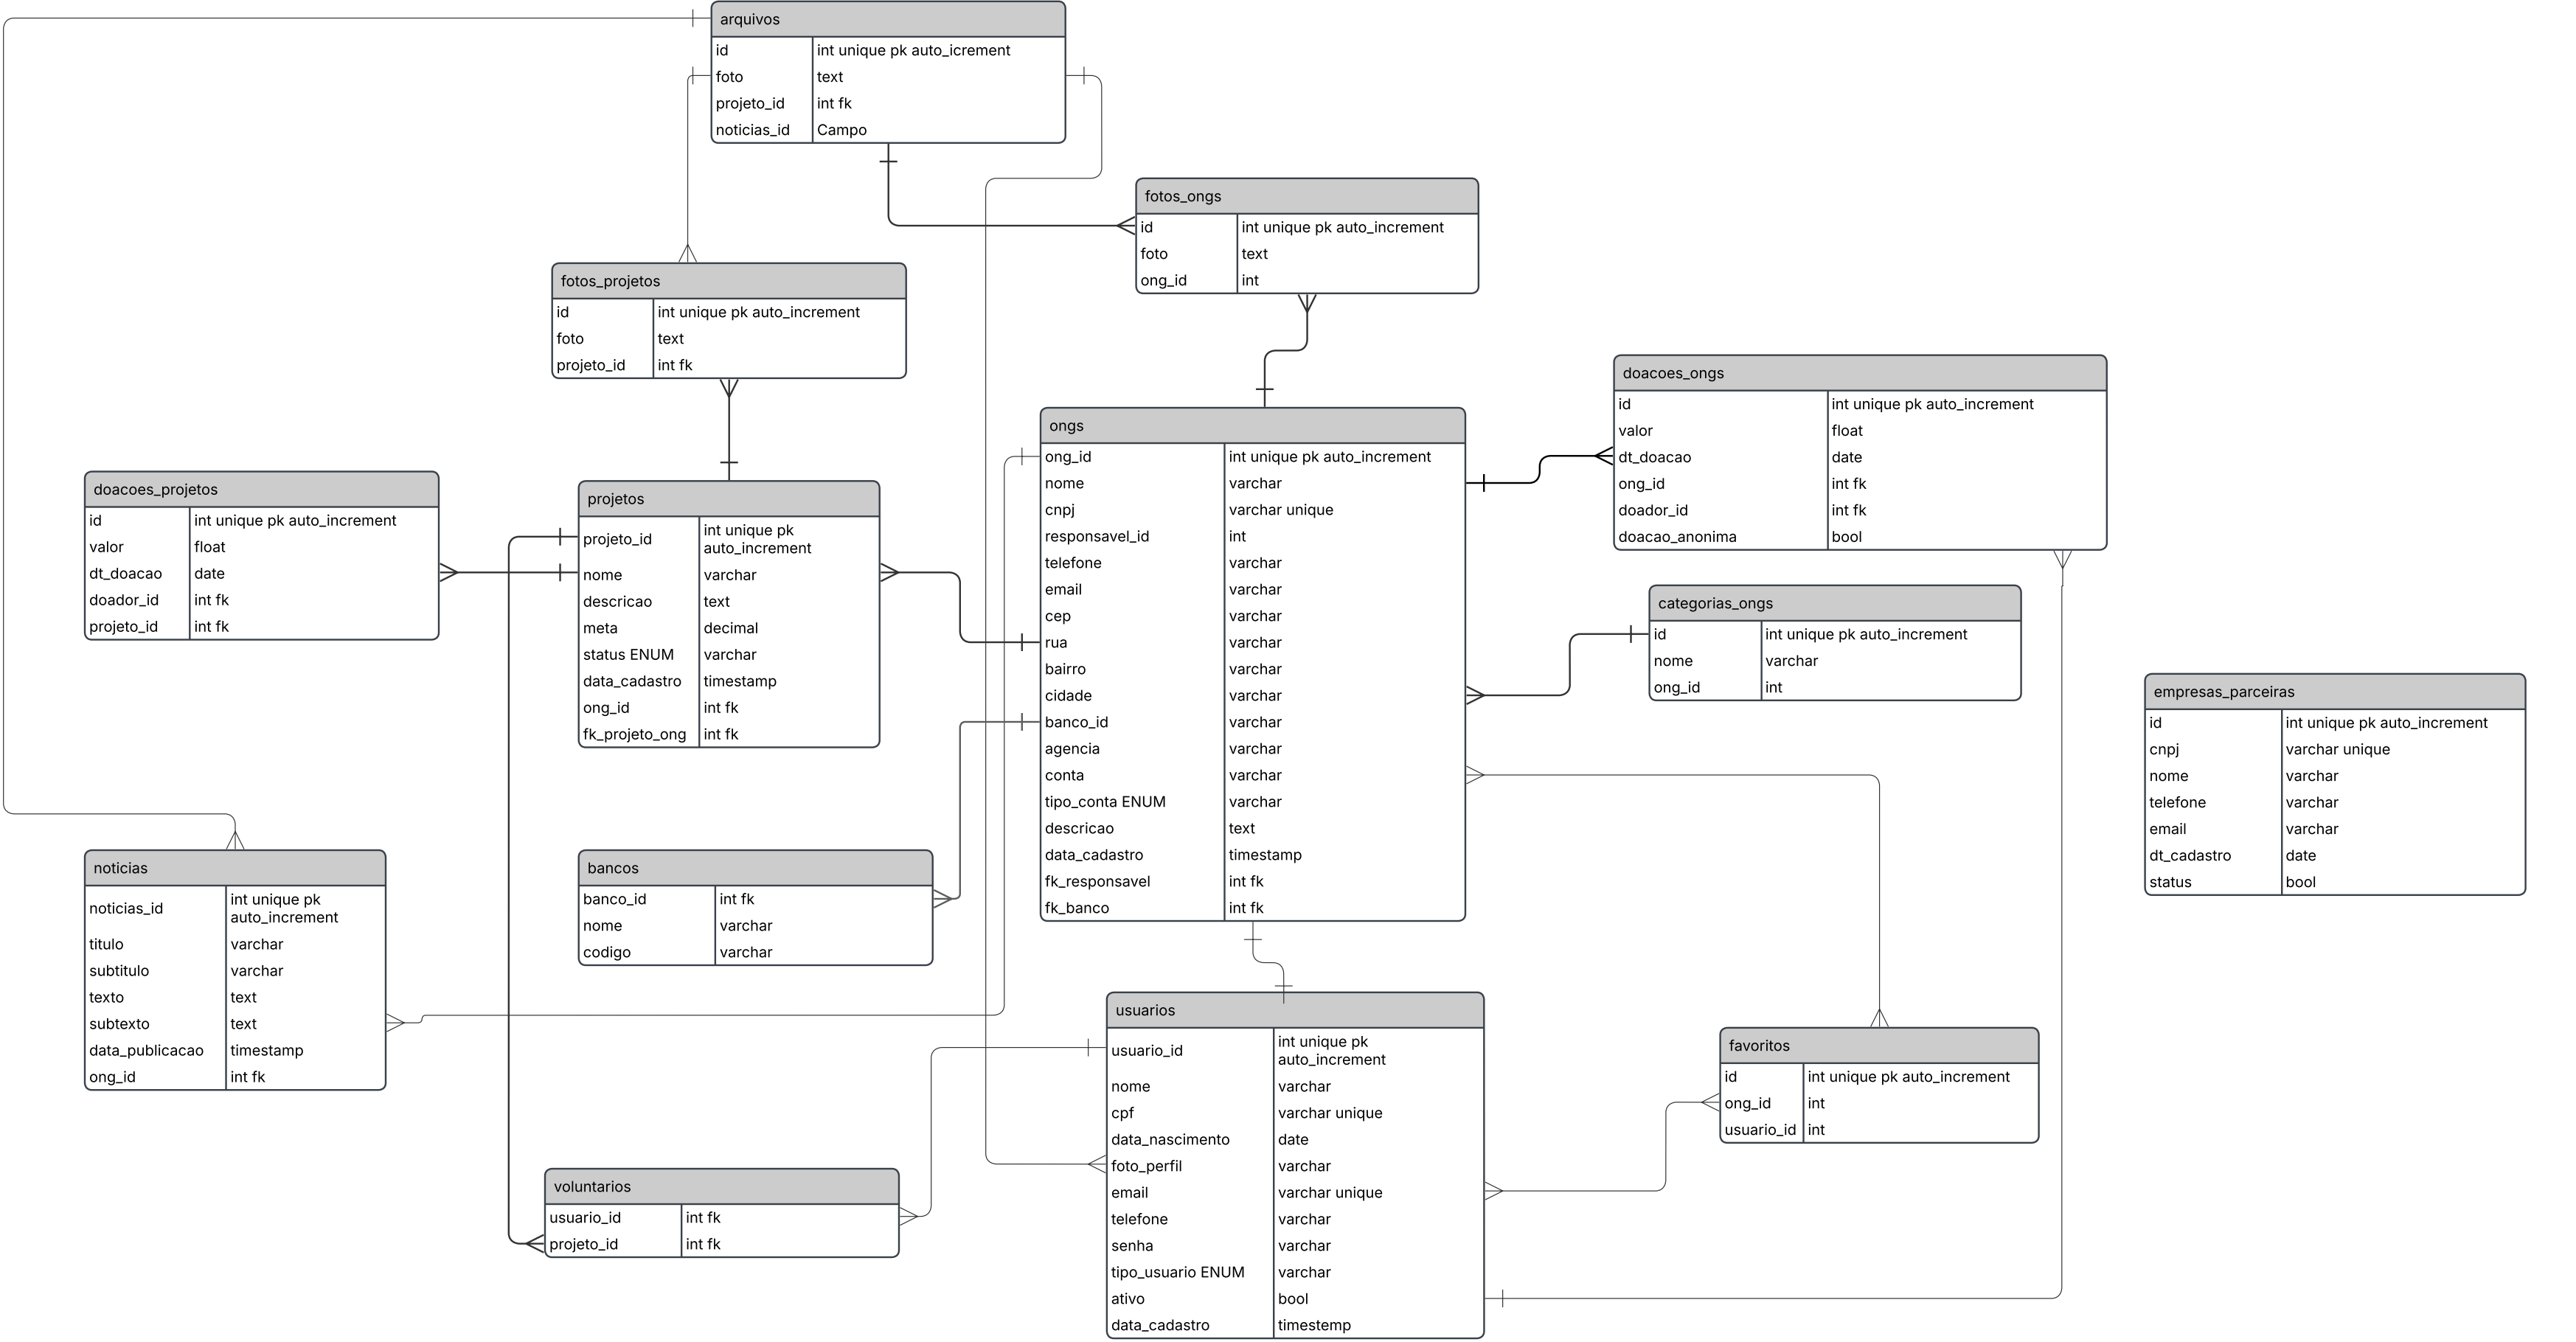 arquivos
id int unique pk auto_icrement
foto text
projeto_id int fk
noticias_id Campo
fotos_ongs
id int unique pk auto_increment
foto text
ong_id int
fotos_projetos
id int unique pk auto_increment
foto text
projeto_id int fk
doacoes_ongs
id int unique pk auto_increment
valor float
dt_doacao date
ong_id int fk
doador_id int fk
doacao_anonima bool
ongs
ong_id int unique pk auto_increment
nome varchar
cnpj varchar unique
responsavel_id int
telefone varchar
email varchar
cep varchar
rua varchar
bairro varchar
cidade varchar
banco_id varchar
agencia varchar
conta varchar
tipo_conta ENUM varchar
descricao text
data_cadastro timestamp
fk_responsavel int fk
fk_banco int fk
doacoes_projetos
id int unique pk auto_increment
valor float
dt_doacao date
doador_id int fk
projeto_id int fk
projetos
projeto_id int unique pk
auto_increment
nome varchar
descricao text
meta decimal
status ENUM varchar
data_cadastro timestamp
ong_id int fk
fk_projeto_ong int fk
categorias_ongs
id int unique pk auto_increment
nome varchar
ong_id int
empresas_parceiras
id int unique pk auto_increment
cnpj varchar unique
nome varchar
telefone varchar
email varchar
dt_cadastro date
status bool
noticias
noticias_id int unique pk
auto_increment
titulo varchar
subtitulo varchar
texto text
subtexto text
data_publicacao timestamp
ong_id int fk
bancos
banco_id int fk
nome varchar
codigo varchar
usuarios
usuario_id int unique pk
auto_increment
nome varchar
cpf varchar unique
data_nascimento date
foto_perfil varchar
email varchar unique
telefone varchar
senha varchar
tipo_usuario ENUM varchar
ativo bool
data_cadastro timestemp
favoritos
id int unique pk auto_increment
ong_id int
usuario_id int
voluntarios
usuario_id int fk
projeto_id int fk